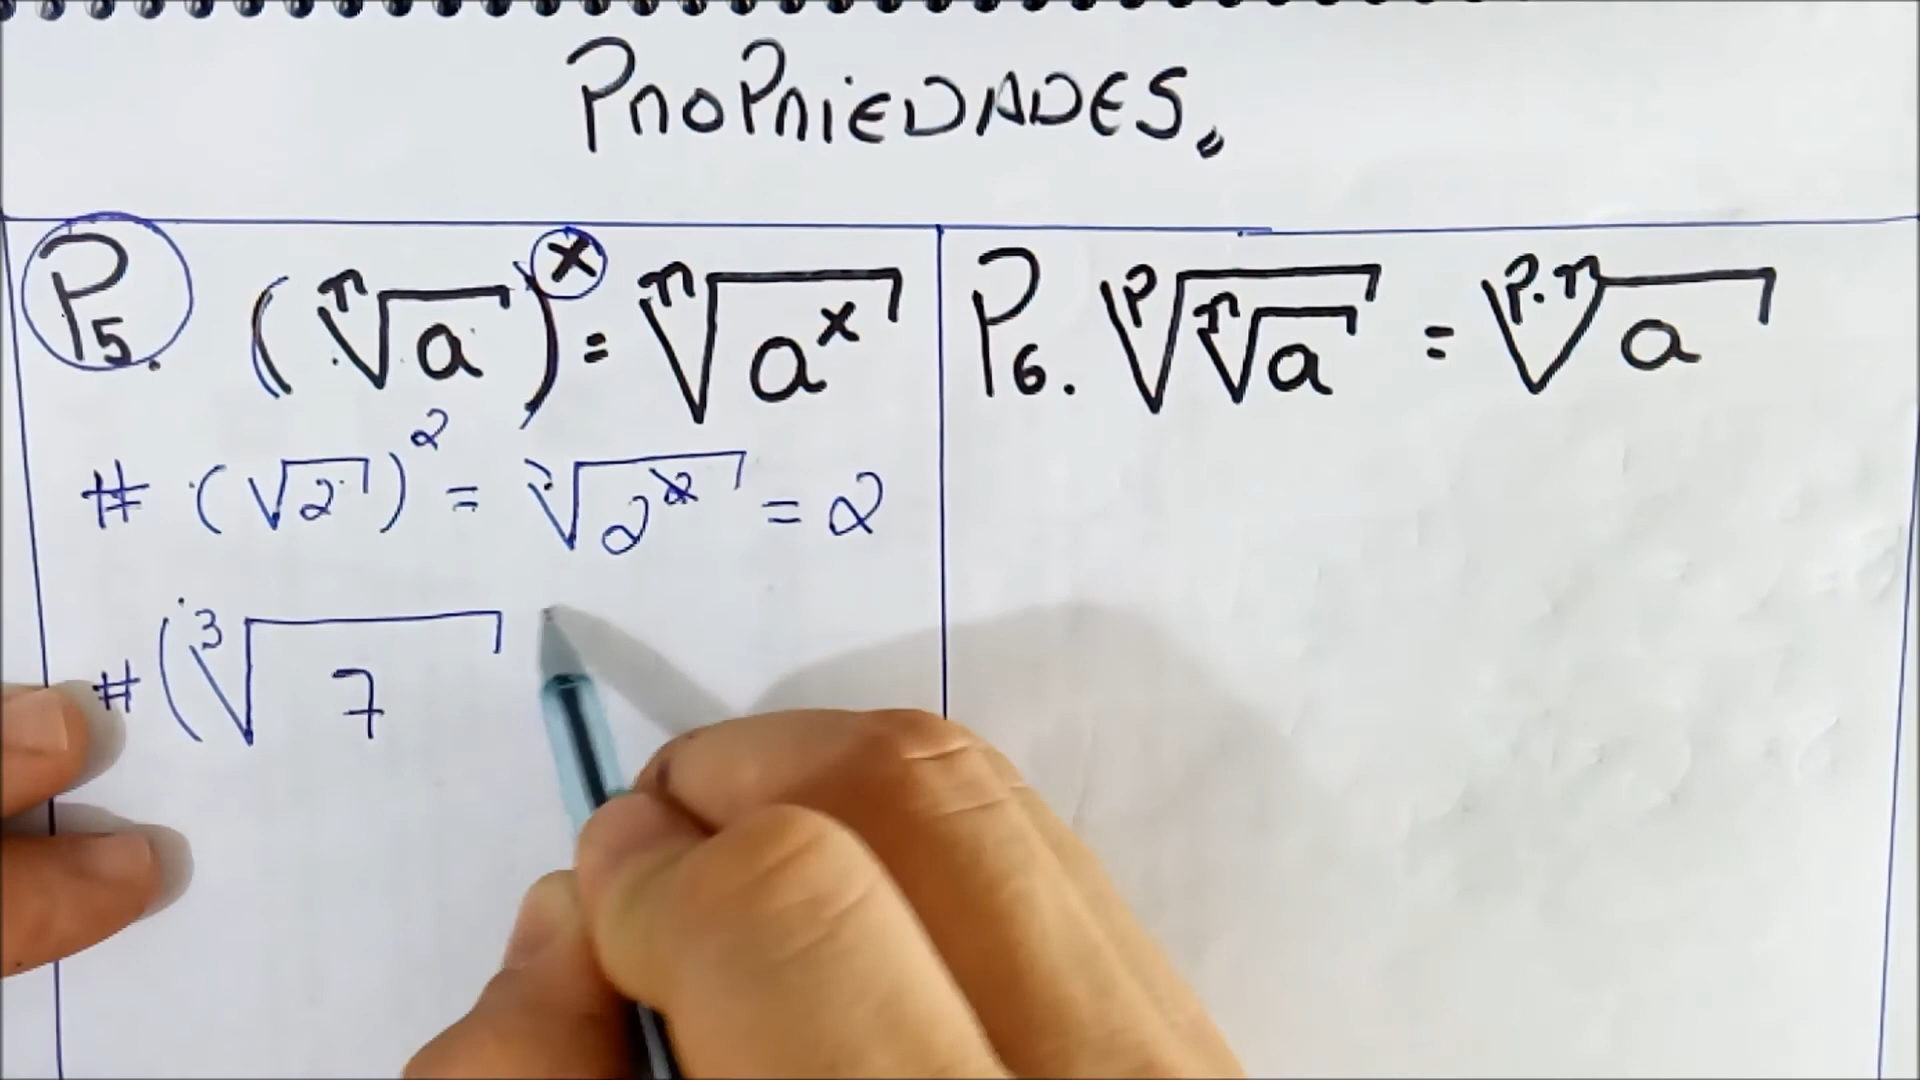 PROPRIEDADES.
P₅. (ⁿ√a)ˣ = ⁿ√aˣ
# (√2)² = ²√2² = 2
# (³√7
P₆. ᵖ√ⁿ√a = ᵖ·ⁿ√a